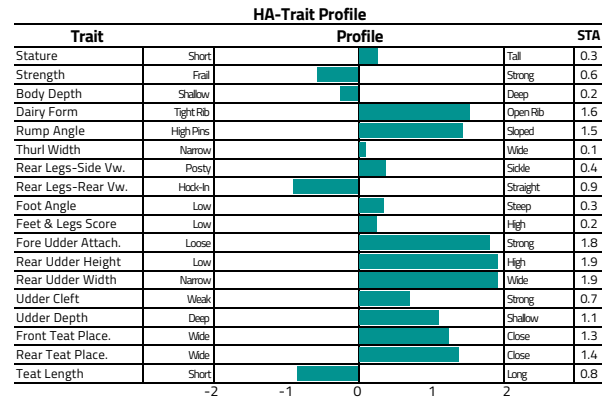 HA-Trait Profile
Trait Profile STA
Stature Short Tall 0.3
Strength Frail Strong 0.6
Body Depth Shallow Deep 0.2
Dairy Form Tight Rib Open Rib 1.6
Rump Angle High Pins Sloped 1.5
Thurl Width Narrow Wide 0.1
Rear Legs-Side Vw. Posty Sickle 0.4
Rear Legs-Rear Vw. Hock-In Straight 0.9
Foot Angle Low Steep 0.3
Feet & Legs Score Low High 0.2
Fore Udder Attach. Loose Strong 1.8
Rear Udder Height Low High 1.9
Rear Udder Width Narrow Wide 1.9
Udder Cleft Weak Strong 0.7
Udder Depth Deep Shallow 1.1
Front Teat Place. Wide Close 1.3
Rear Teat Place. Wide Close 1.4
Teat Length Short Long 0.8
-2 -1 0 1 2